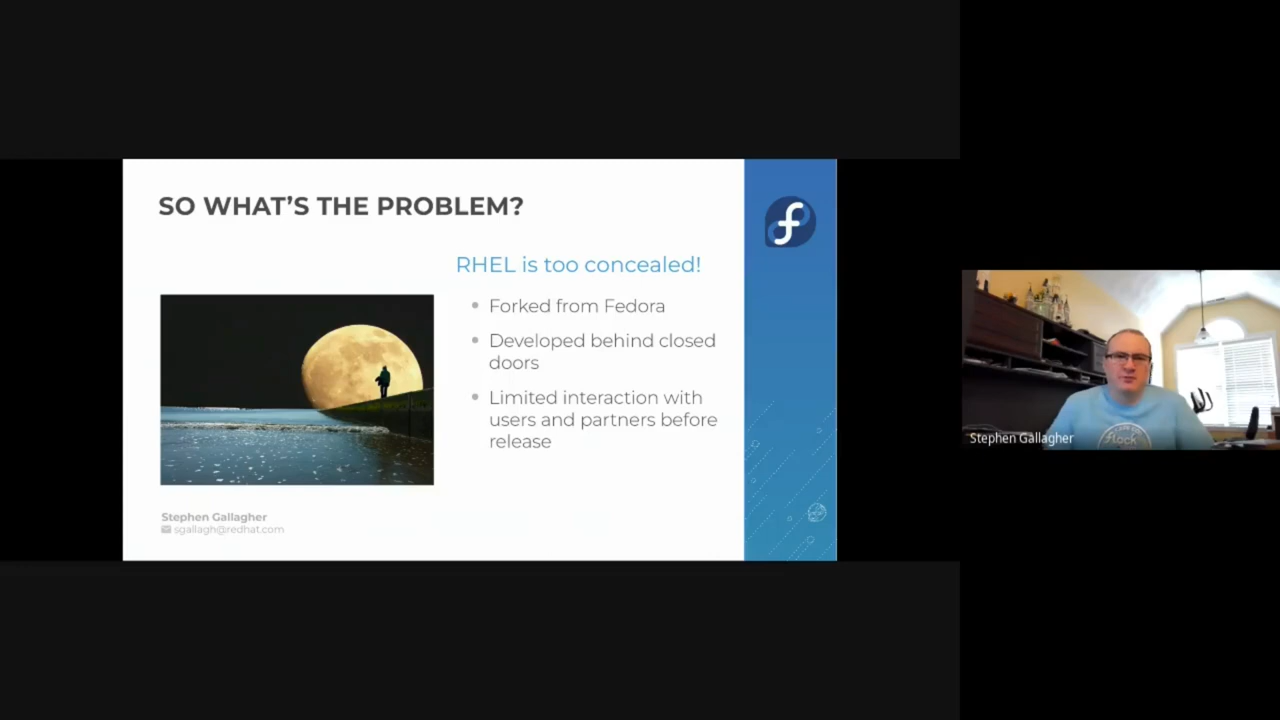 SO WHAT'S THE PROBLEM?
RHEL is too concealed!
Forked from Fedora
Developed behind closed
doors
Limited interaction with
users and partners before
release
Stephen Gallagher
sgallagh@redhat.com
Stephen Gallagher
flock